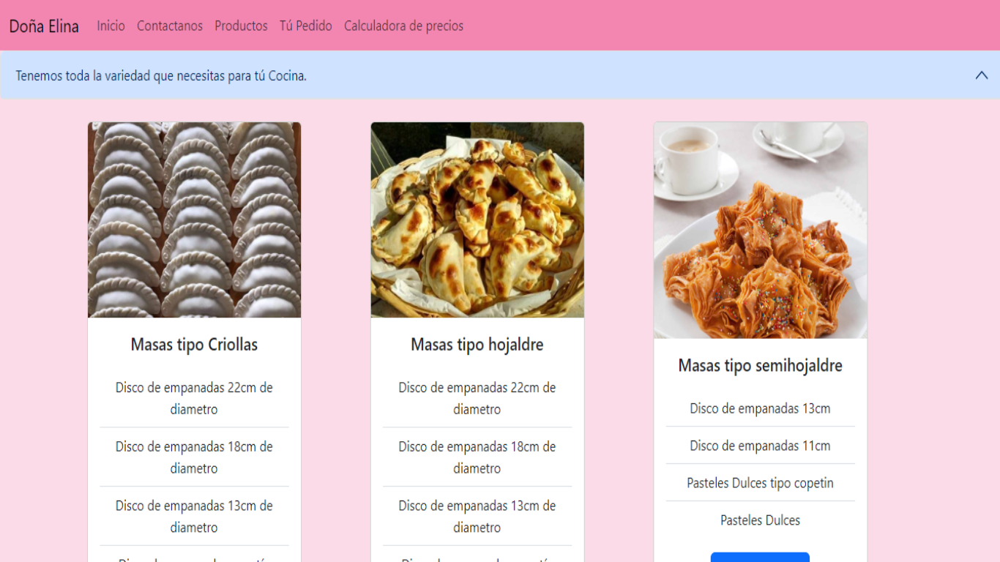 Doña Elina Inicio Contactanos Productos Tú Pedido Calculadora de precios
Tenemos toda la variedad que necesitas para tú Cocina.
Masas tipo Criollas
Disco de empanadas 22cm de
diametro
Disco de empanadas 18cm de
diametro
Disco de empanadas 13cm de
diametro
Masas tipo hojaldre
Disco de empanadas 22cm de
diametro
Disco de empanadas 18cm de
diametro
Disco de empanadas 13cm de
diametro
Masas tipo semihojaldre
Disco de empanadas 13cm
Disco de empanadas 11cm
Pasteles Dulces tipo copetin
Pasteles Dulces